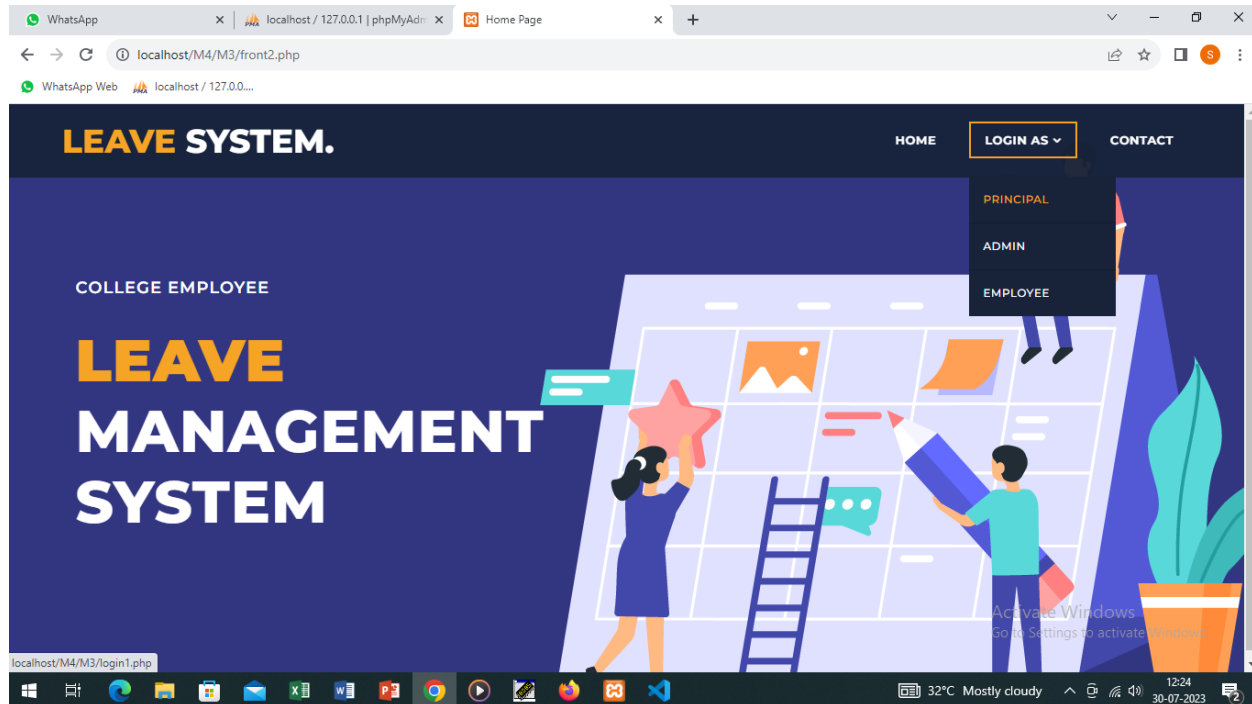 WhatsApp
localhost / 127.0.0.1 | phpMyAdm
Home Page
localhost/M4/M3/front2.php
S
WhatsApp Web
localhost / 127.0.0....
LEAVE SYSTEM.
HOME
LOGIN AS
CONTACT
PRINCIPAL
ADMIN
EMPLOYEE
COLLEGE EMPLOYEE
LEAVE
MANAGEMENT
SYSTEM
Activate Windows
Go to Settings to activate Windows.
localhost/M4/M3/login1.php
32°C Mostly cloudy
12:24
30-07-2023
2